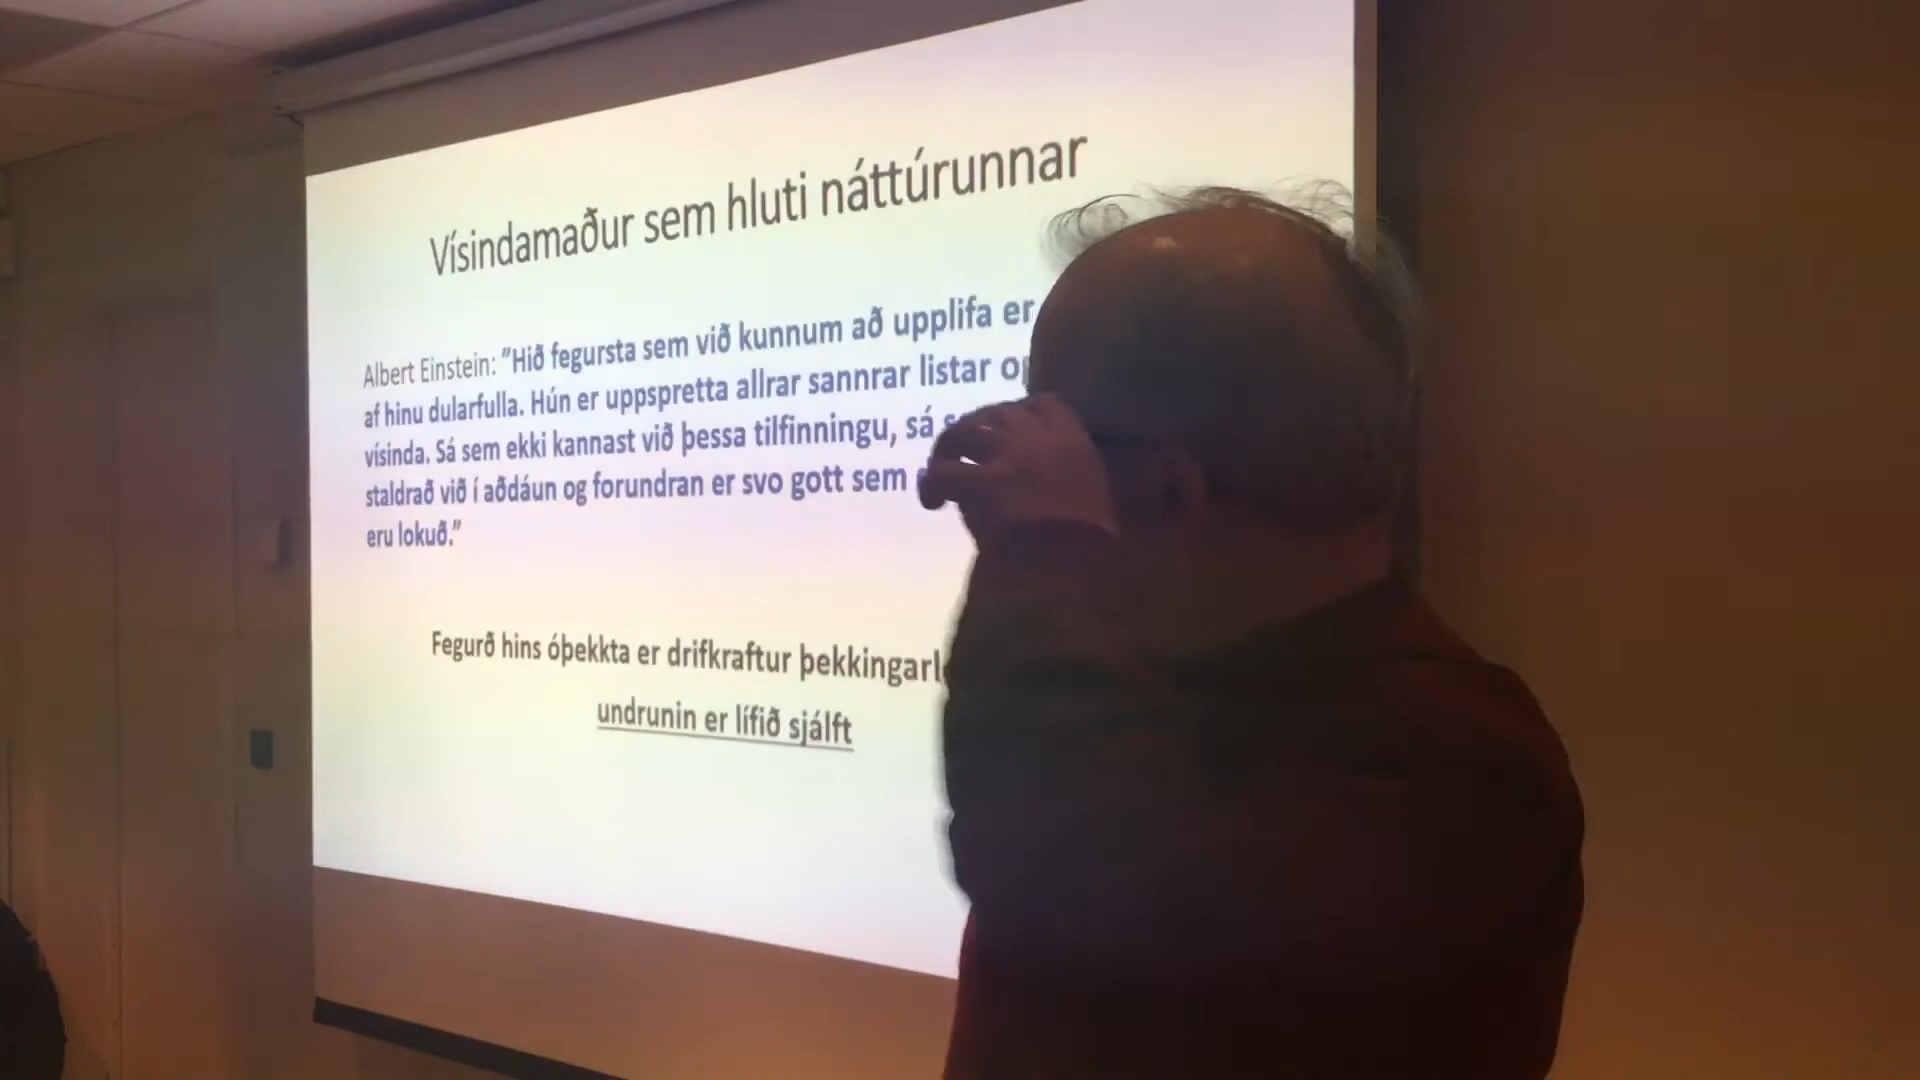 Vísindamaður sem hluti náttúrunnar
Albert Einstein: ”Hið fegursta sem við kunnum að upplifa er
af hinu dularfulla. Hún er uppspretta allrar sannrar listar
vísinda. Sá sem ekki kannast við þessa tilfinningu, sá
staldrað við í aðdáun og forundran er svo gott sem
eru lokuð.”
Fegurð hins óþekkta er drifkraftur
undrunin er lífið sjálft